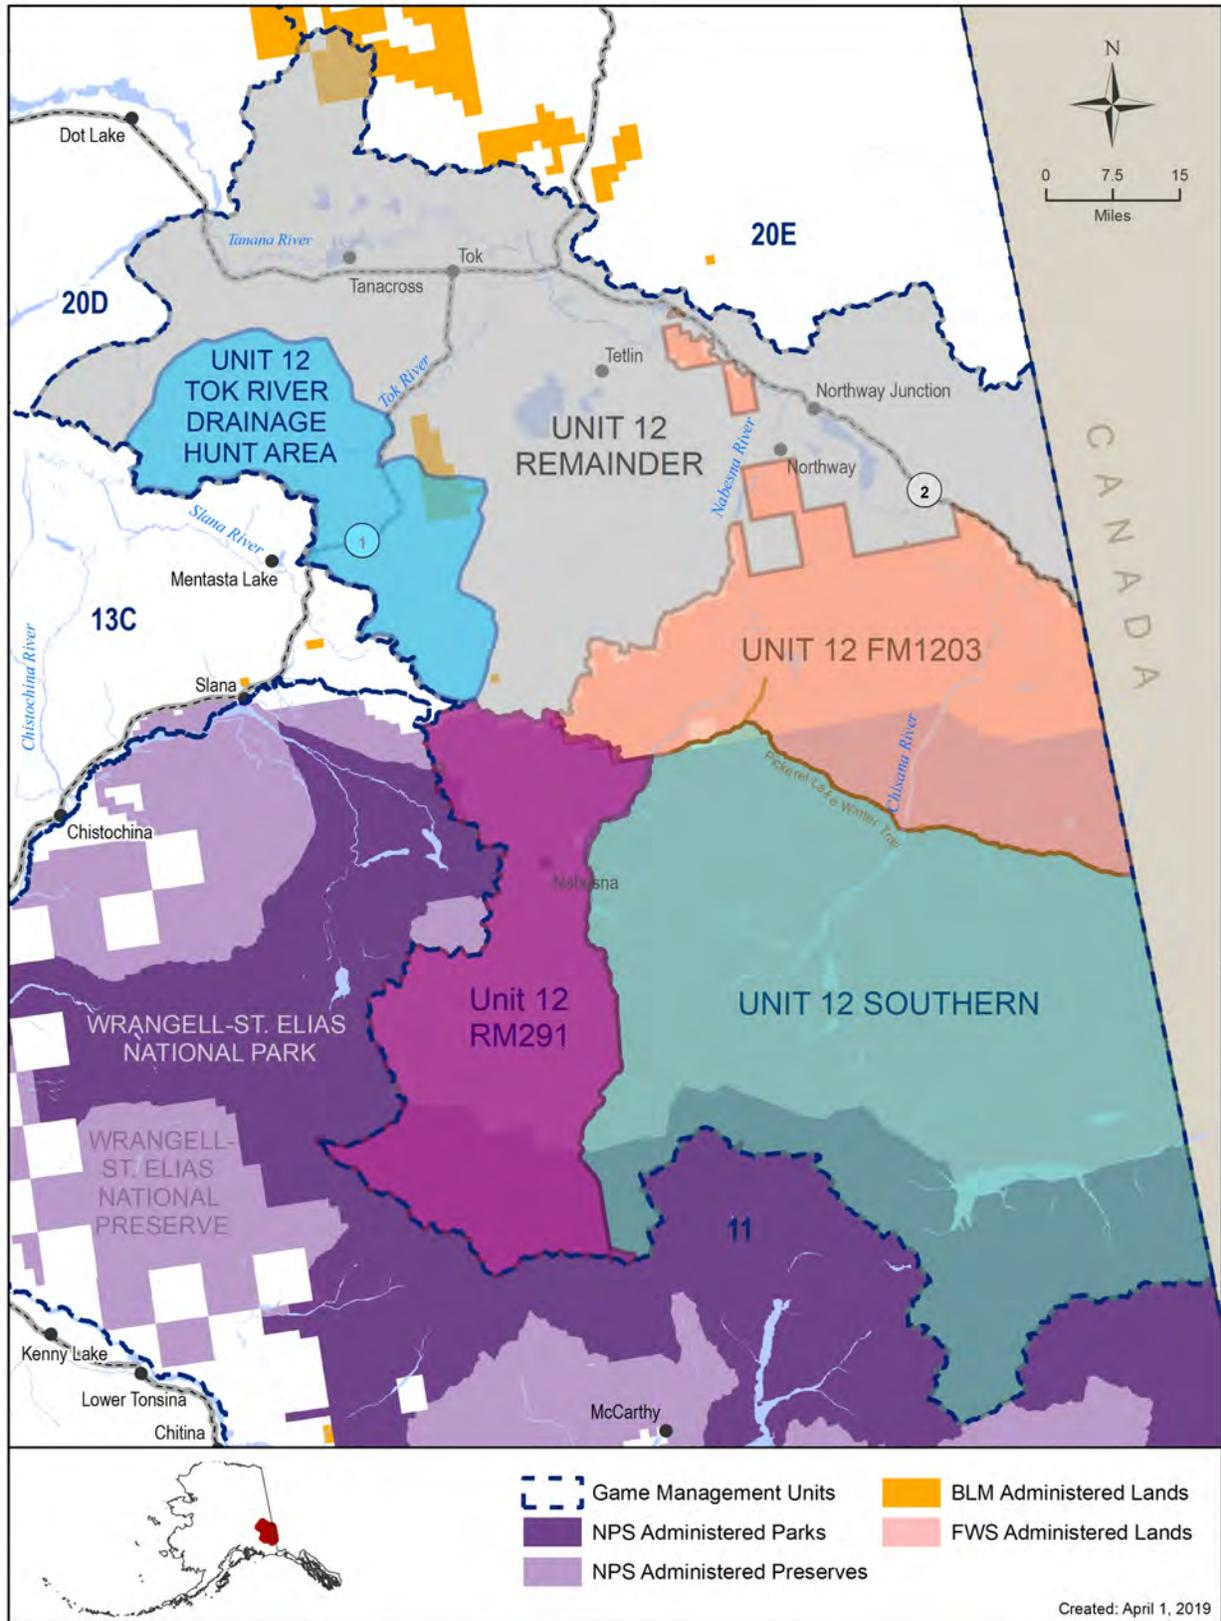 N
0 7.5 15
Miles
Dot Lake
20E
Tanana River
Tok
Tanacross
20D
UNIT 12
TOK RIVER
DRAINAGE
HUNT AREA
Tok River
Tetlin
Northway Junction
UNIT 12
REMAINDER
Nabesna River
Northway
2
CANADA
Slana River
1
Mentasta Lake
13C
Chistochina River
UNIT 12 FM1203
Slana
Chisana River
Pickerel Lake Winter Trail
Chistochina
Nabesna
Unit 12
RM291
UNIT 12 SOUTHERN
WRANGELL-ST. ELIAS
NATIONAL PARK
WRANGELL-
ST. ELIAS
NATIONAL
PRESERVE
11
Kenny Lake
Lower Tonsina
Chitina
McCarthy
Game Management Units
NPS Administered Parks
NPS Administered Preserves
BLM Administered Lands
FWS Administered Lands
Created: April 1, 2019